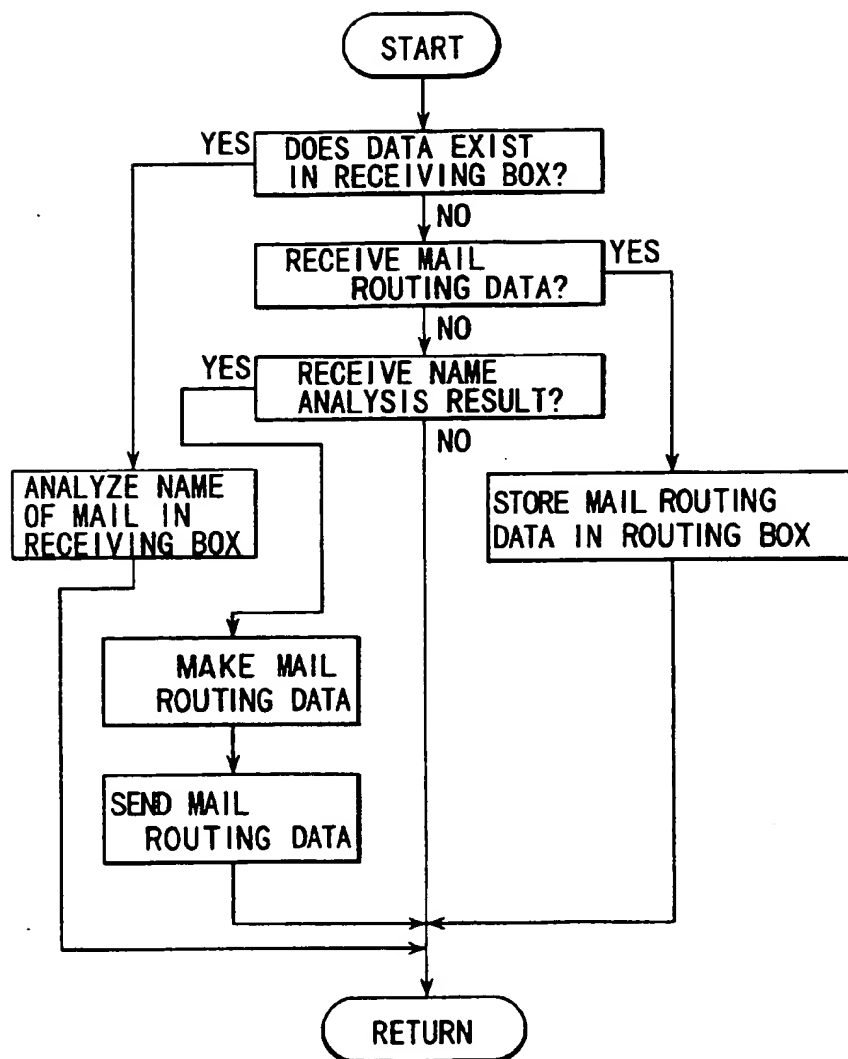 START
YES
DOES DATA EXIST
IN RECEIVING BOX?
NO
RECEIVE MAIL
ROUTING DATA?
YES
NO
YES
RECEIVE NAME
ANALYSIS RESULT?
NO
ANALYZE NAME
OF MAIL IN
RECEIVING BOX
STORE MAIL ROUTING
DATA IN ROUTING BOX
MAKE MAIL
ROUTING DATA
SEND MAIL
ROUTING DATA
RETURN